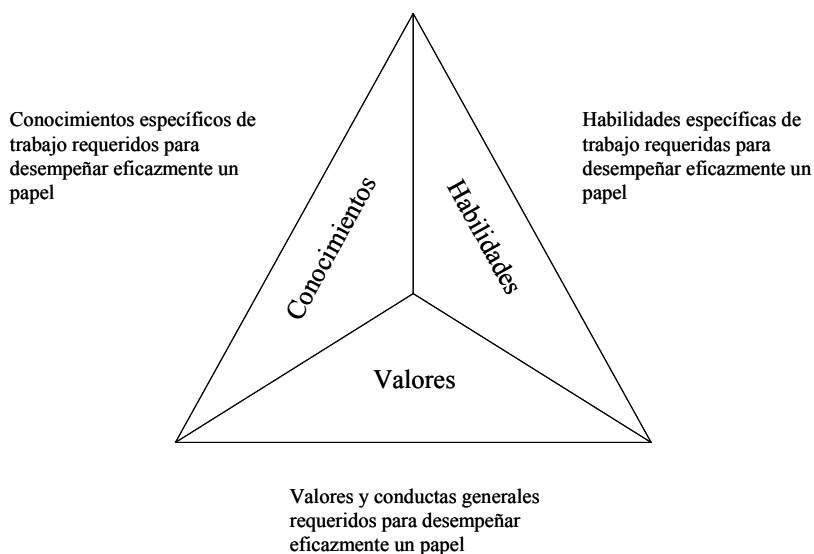 Conocimientos específicos de
trabajo requeridos para
desempeñar eficazmente un
papel
Habilidades específicas de
trabajo requeridas para
desempeñar eficazmente un
papel
Conocimientos
Habilidades
Valores
Valores y conductas generales
requeridos para desempeñar
eficazmente un papel